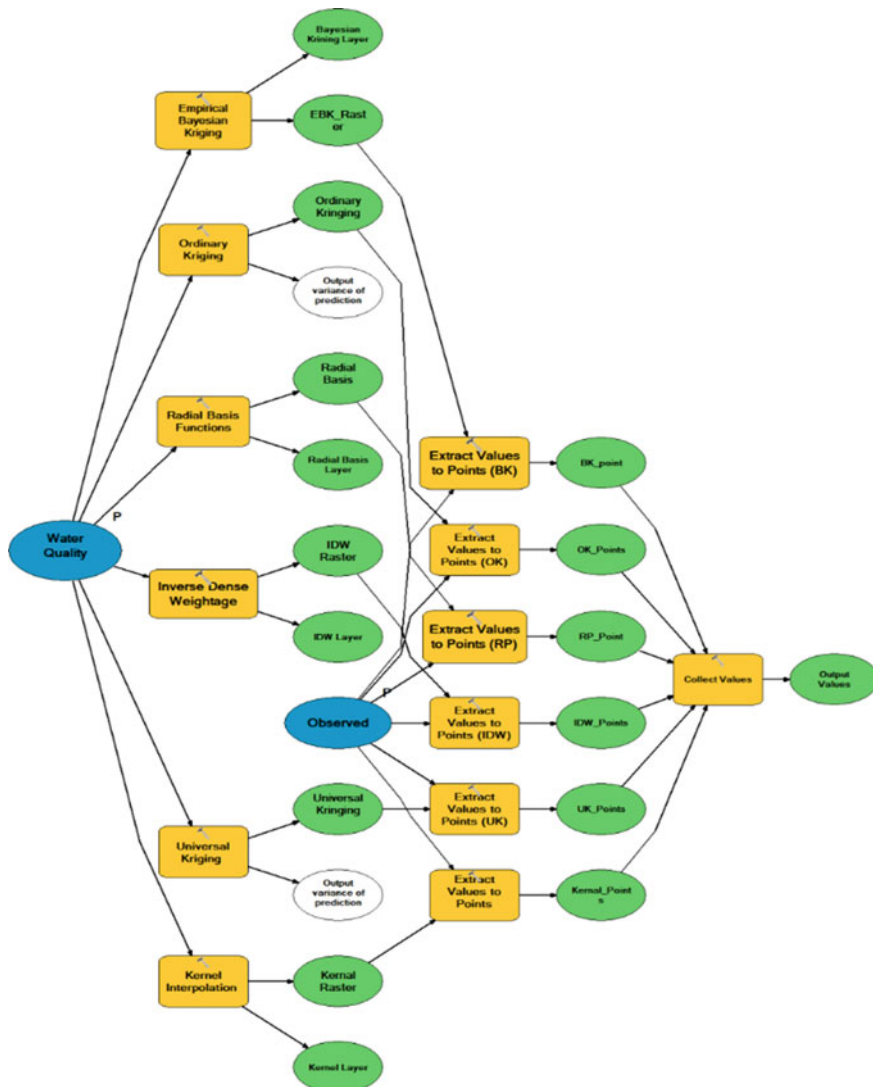 Bayesian
Krining Layer
Empirical
Bayesian
Kriging
EBK_Rast
er
Ordinary
Kringing
Ordinary
Kriging
Output
variance of
prediction
Radial
Basis
Radial Basis
Functions
Radial Basis
Layer
Extract Values
to Points (BK)
BK_point
P
Water
Quality
IDW
Raster
Extract
Values to
Points (OK)
OK_Points
Inverse Dense
Weightage
IDW Layer
Extract Values
to Points (RP)
RP_Point
Collect Values
Output
Values
P
Observed
Extract
Values to
Points (IDW)
IDW_Points
Universal
Kringing
Extract
Values to
Points (UK)
UK_Points
Universal
Kriging
Output
variance of
prediction
Extract
Values to
Points
Kernal_Point
s
Kernel
Interpolation
Kernal
Raster
Kernel Layer